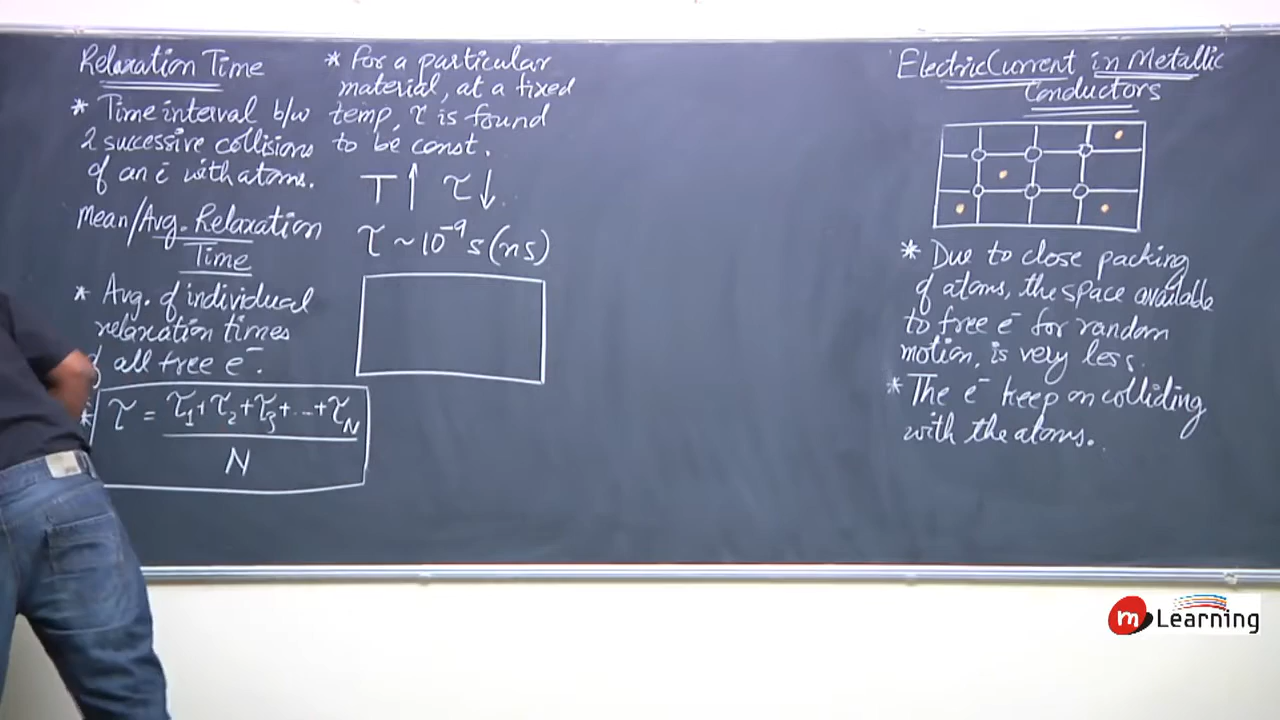 Relaxation Time
* Time interval b/w
2 successive collisions
of an e⁻ with atoms.
Mean/Avg. Relaxation
Time
* Avg. of individual
relaxation times
of all free e⁻.
* τ = (τ₁+τ₂+τ₃+...+τ_N)/N
* For a particular
material, at a fixed
temp, τ is found
to be const.
T↑ τ↓
τ ~ 10⁻⁹ s (ns)
Electric Current in Metallic
Conductors
* Due to close packing
of atoms, the space available
to free e⁻ for random
motion, is very less.
* The e⁻ keep on colliding
with the atoms.
m Learning